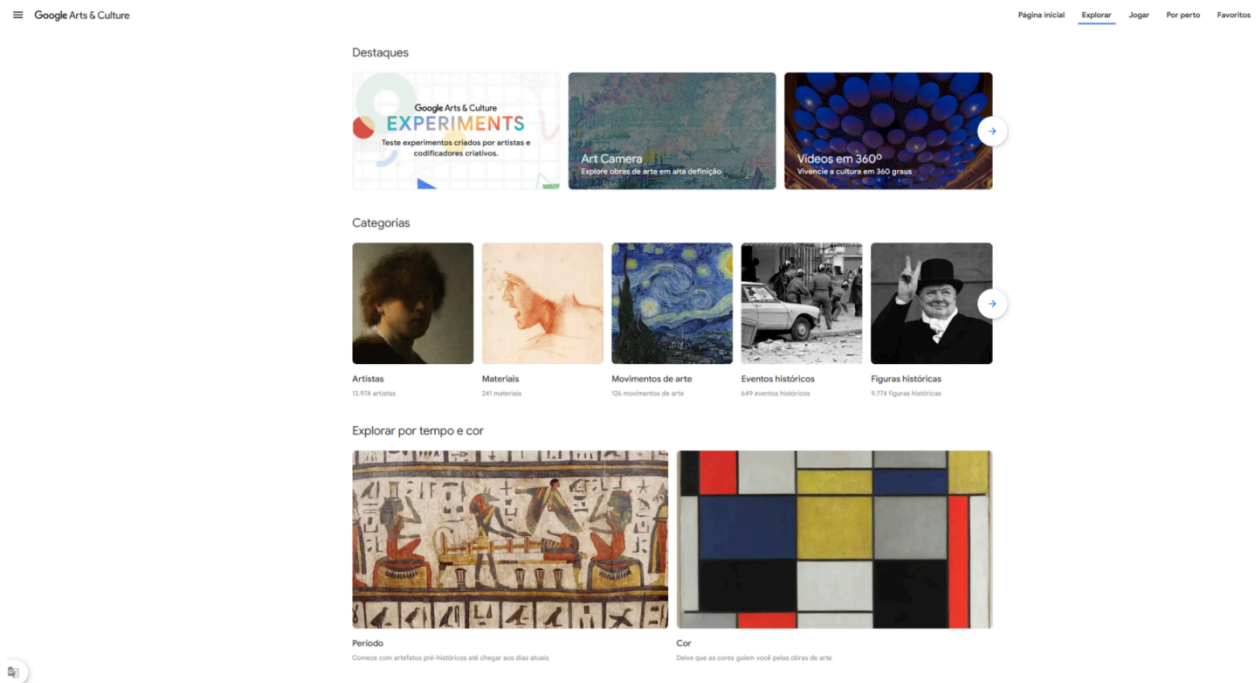 Google Arts & Culture
Página inicial
Explorar
Jogar
Por perto
Favoritos
Destaques
Google Arts & Culture
EXPERIMENTS
Teste experimentos criados por artistas e
codificadores criativos.
Art Camera
Explore obras de arte em alta definição
Vídeos em 360º
Vivencie a cultura em 360 graus
Categorias
Artistas
13.974 artistas
Materiais
241 materiais
Movimentos de arte
126 movimentos de arte
Eventos históricos
649 eventos históricos
Figuras históricas
9.774 figuras históricas
Explorar por tempo e cor
Período
Comece com artefatos pré-históricos até chegar aos dias atuais
Cor
Deixe que as cores guiem você pelas obras de arte